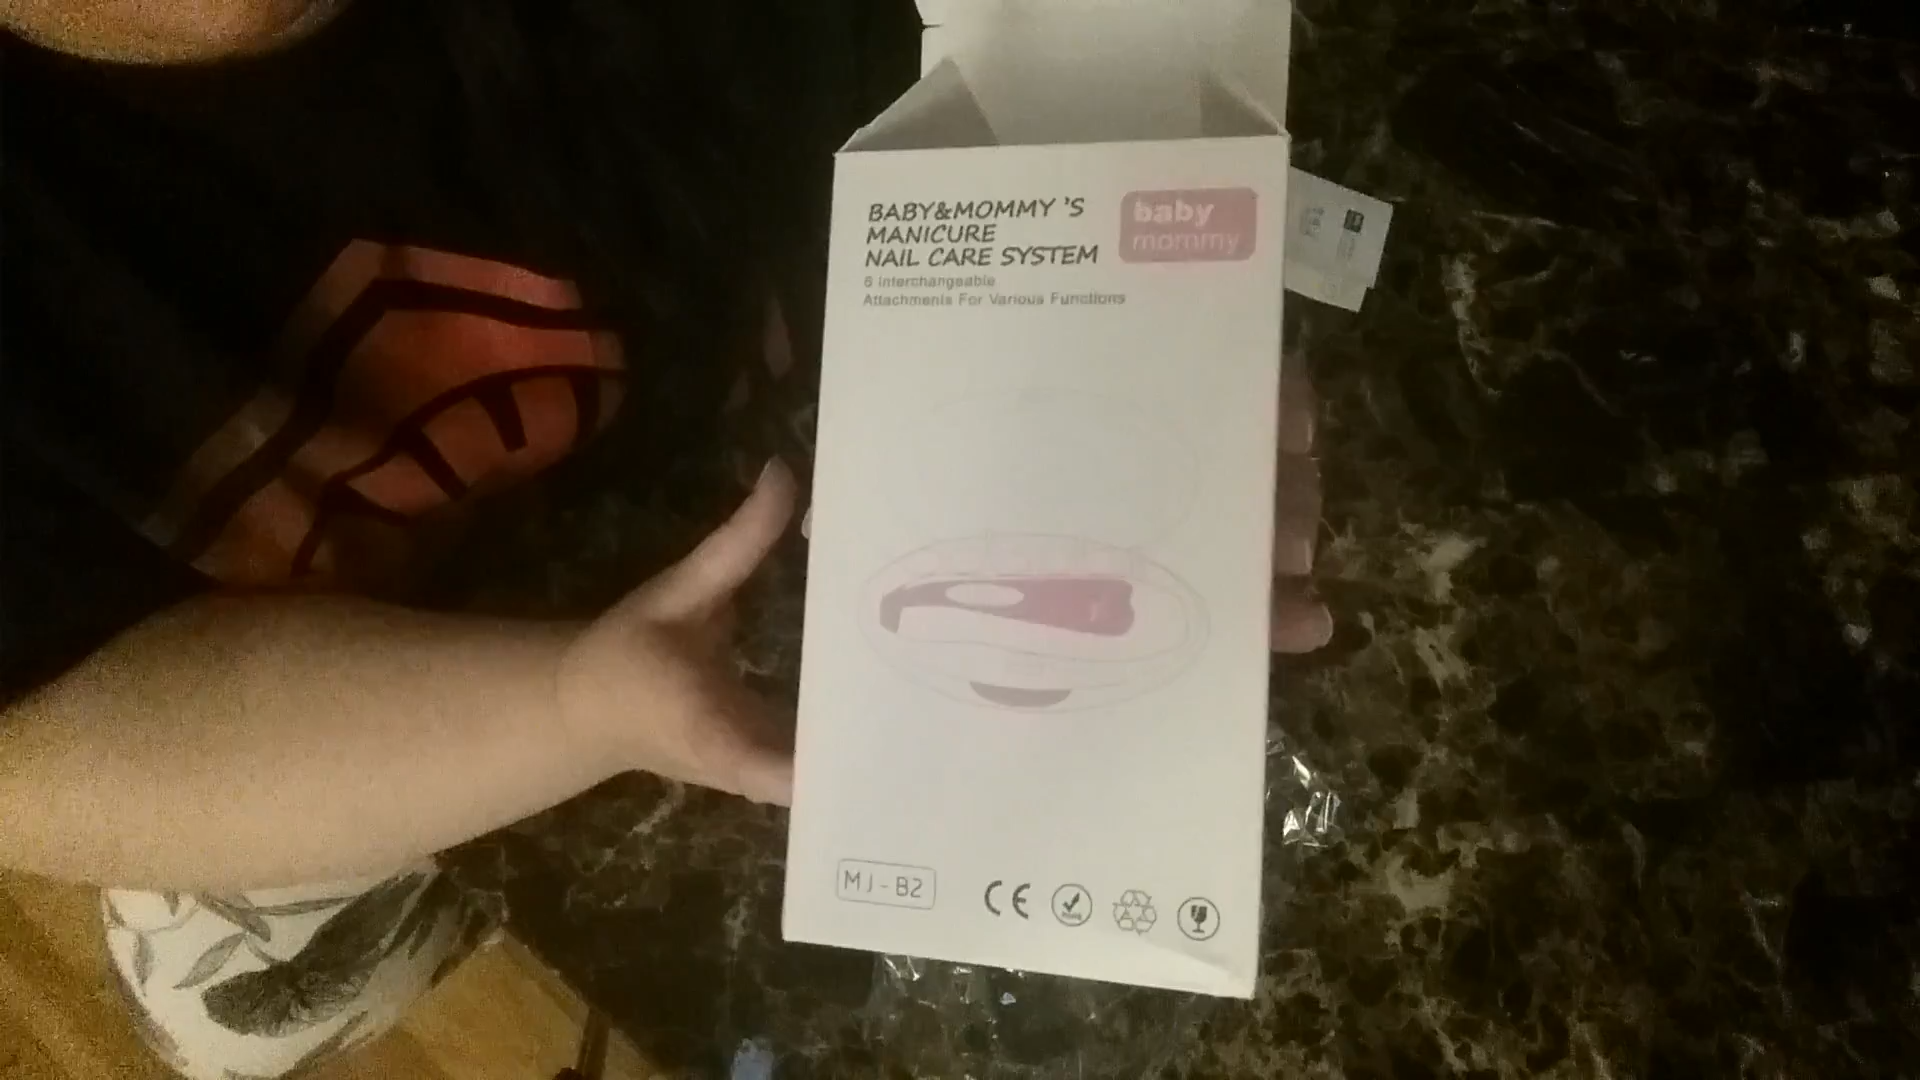 BABY&MOMMY 'S
MANICURE
NAIL CARE SYSTEM
6 Interchangeable
Attachments For Various Functions
baby
mommy
MJ-B2
CE